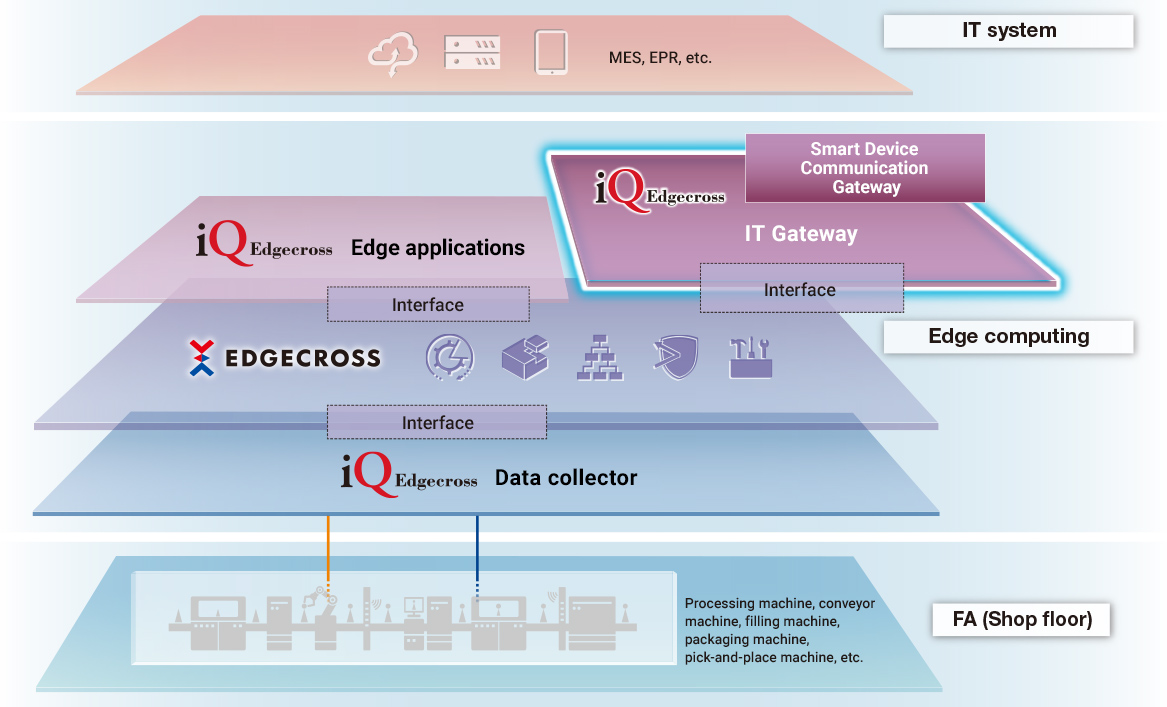 IT system
MES, EPR, etc.
Smart Device
Communication
Gateway
iQ Edgecross
IT Gateway
iQ Edgecross Edge applications
Interface
Interface
Edge computing
EDGECROSS
Interface
iQ Edgecross Data collector
Processing machine, conveyor
machine, filling machine,
packaging machine,
pick-and-place machine, etc.
FA (Shop floor)